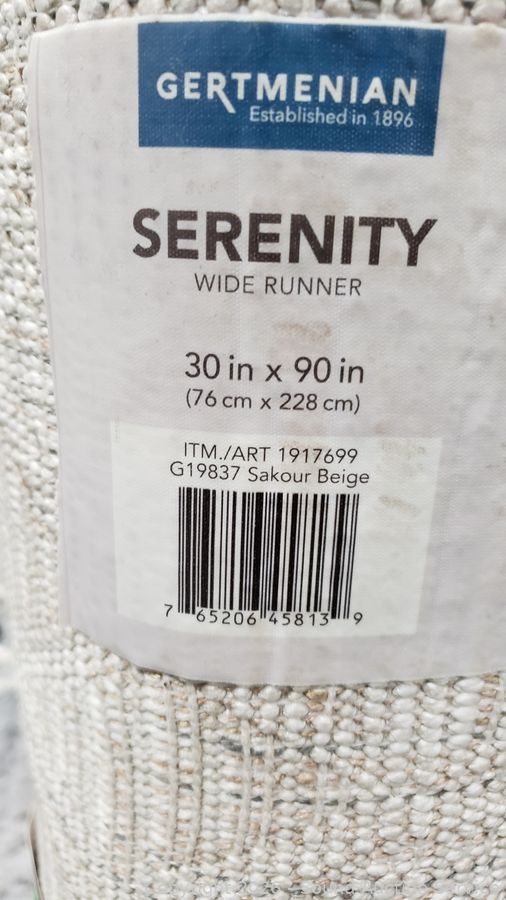 GERTMENIAN
Established in 1896
SERENITY
WIDE RUNNER
30 in x 90 in
(76 cm x 228 cm)
ITM./ART 1917699
G19837 Sakour Beige
7 65206 45813 9